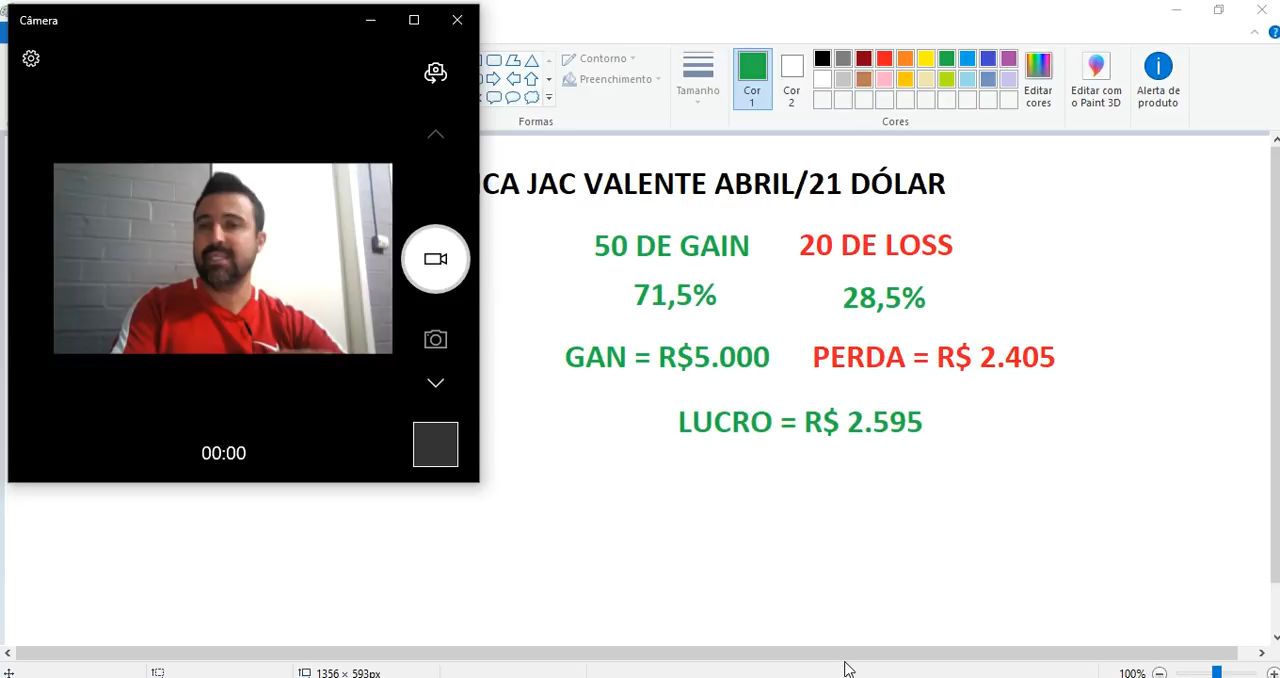 Câmera
Contorno
Preenchimento
Formas
Tamanho
Cor
1
Cor
2
Editar
cores
Cores
Editar com
o Paint 3D
Alerta de
produto
CA JAC VALENTE ABRIL/21 DÓLAR
50 DE GAIN 20 DE LOSS
71,5% 28,5%
GAN = R$5.000 PERDA = R$ 2.405
LUCRO = R$ 2.595
00:00
1356 × 593px
100%